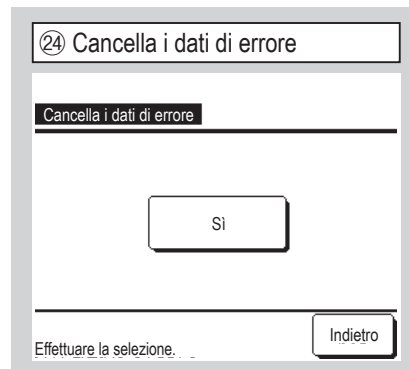 ㉔ Cancella i dati di errore
Cancella i dati di errore
Sì
Indietro
Effettuare la selezione.